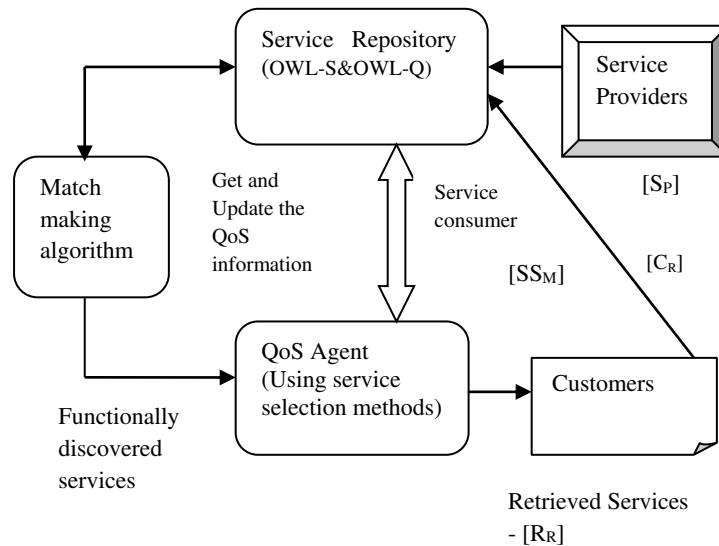 Service Repository
(OWL-S&OWL-Q)
Service
Providers
[SP]
Match
making
algorithm
Get and
Update the
QoS
information
Service
consumer
[SSM]
[CR]
QoS Agent
(Using service
selection methods)
Customers
Functionally
discovered
services
Retrieved Services
- [RR]